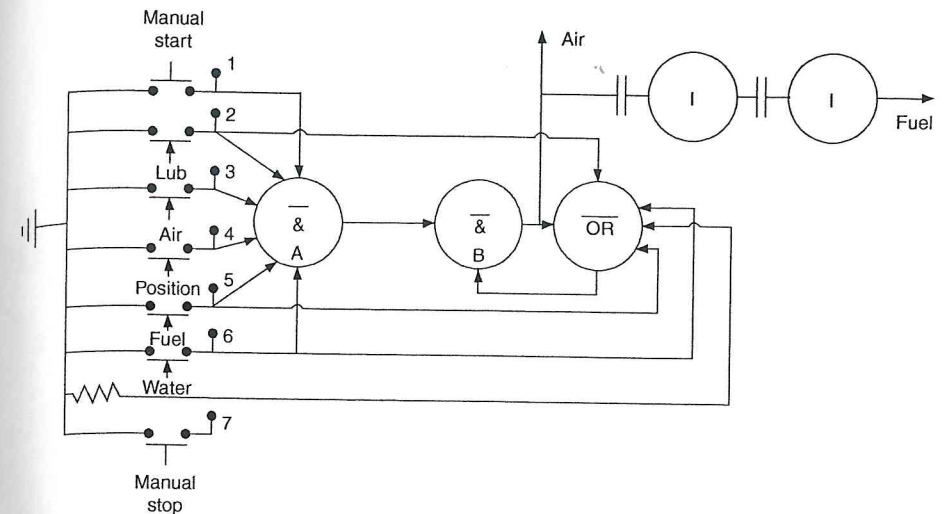 Manual
start
1
2
Lub
3
Air
4
Position
5
Fuel
6
Water
7
Manual
stop
&
A
&
B
OR
Air
I
I
Fuel